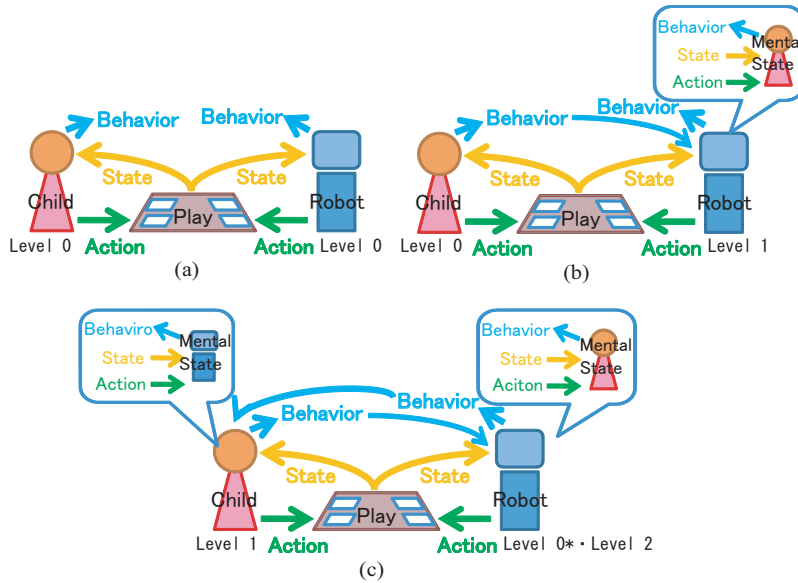 Behavior
Behavior
State
State
Child
Play
Robot
Level 0
Action
Action
Level 0
(a)
Behavior
State
Action
Mental
State
Behavior
Behavior
State
State
Child
Play
Robot
Level 0
Action
Action
Level 1
(b)
Behaviro
State
Action
Mental
State
Behavior
State
Aciton
Mental
State
Behavior
Behavior
State
State
Child
Play
Robot
Level 1
Action
Action
Level 0*・Level 2
(c)